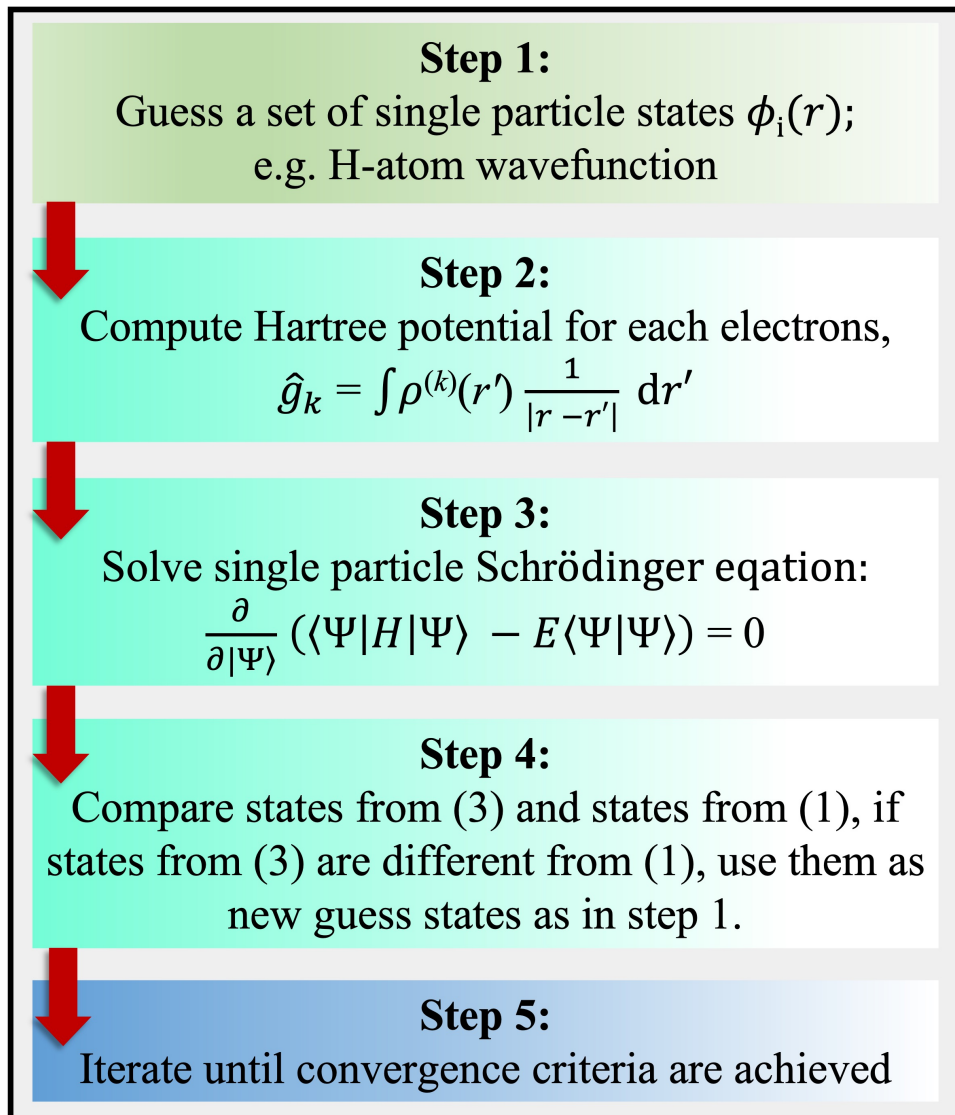 Step 1:
Guess a set of single particle states ϕᵢ(r);
e.g. H-atom wavefunction
Step 2:
Compute Hartree potential for each electrons,
ĝₖ = ∫ρ⁽ᵏ⁾(r′) 1/|r −r′| dr′
Step 3:
Solve single particle Schrödinger eqation:
∂/∂|Ψ⟩ (⟨Ψ|H|Ψ⟩ − E⟨Ψ|Ψ⟩) = 0
Step 4:
Compare states from (3) and states from (1), if
states from (3) are different from (1), use them as
new guess states as in step 1.
Step 5:
Iterate until convergence criteria are achieved